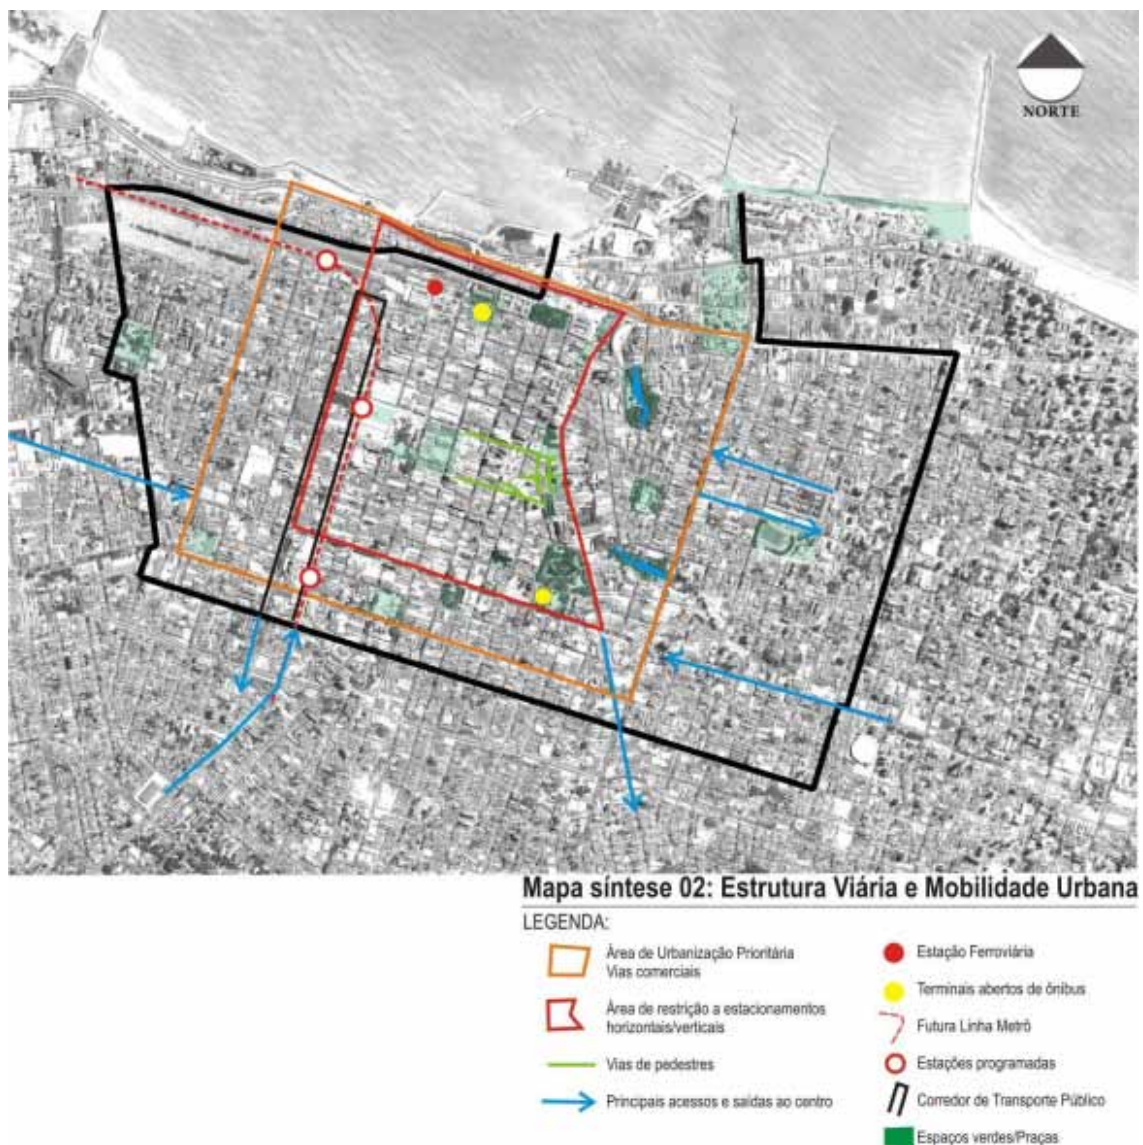 NORTE
Mapa síntese 02: Estrutura Viária e Mobilidade Urbana
LEGENDA:
Área de Urbanização Prioritária
Vias comerciais
Área de restrição a estacionamentos
horizontais/verticais
Vias de pedestres
Principais acessos e saídas ao centro
Estação Ferroviária
Terminais abertos de ônibus
Futura Linha Metrô
Estações programadas
Corredor de Transporte Público
Espaços verdes/Praças